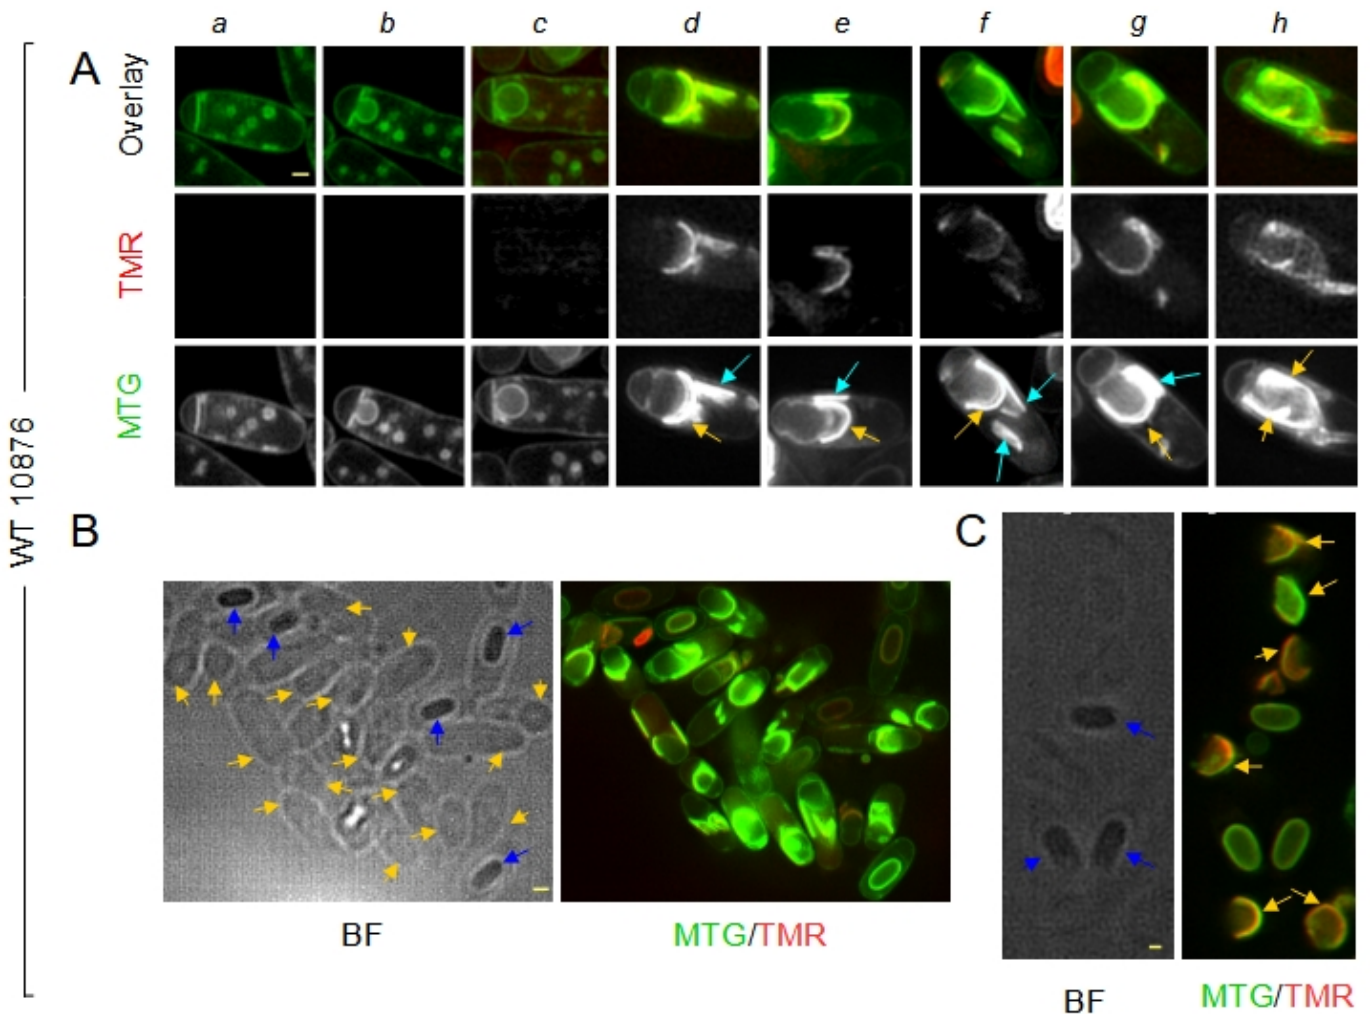 a b c d e f g h
A
Overlay
TMR
MTG
WT 10876
B
C
BF
MTG/TMR
BF
MTG/TMR